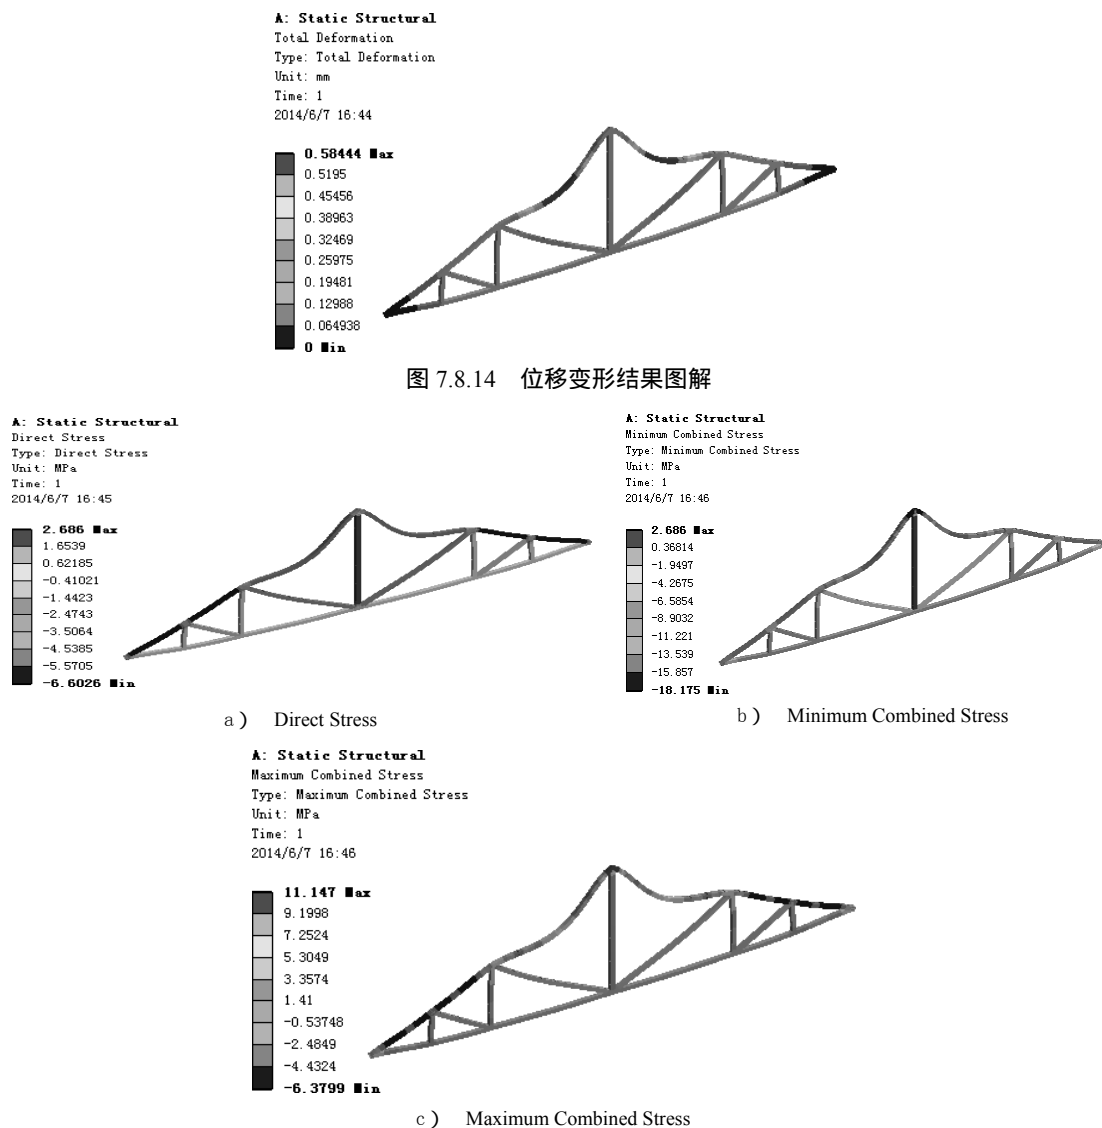 A: Static Structural
Total Deformation
Type: Total Deformation
Unit: mm
Time: 1
2014/6/7 16:44
0.58444 Max
0.5195
0.45456
0.38963
0.32469
0.25975
0.19481
0.12988
0.064938
0 Min
图 7.8.14 位移变形结果图解
A: Static Structural
Direct Stress
Type: Direct Stress
Unit: MPa
Time: 1
2014/6/7 16:45
2.686 Max
1.6539
0.62185
-0.41021
-1.4423
-2.4743
-3.5064
-4.5385
-5.5705
-6.6026 Min
a） Direct Stress
A: Static Structural
Minimum Combined Stress
Type: Minimum Combined Stress
Unit: MPa
Time: 1
2014/6/7 16:46
2.686 Max
0.36814
-1.9497
-4.2675
-6.5854
-8.9032
-11.221
-13.539
-15.857
-18.175 Min
b） Minimum Combined Stress
A: Static Structural
Maximum Combined Stress
Type: Maximum Combined Stress
Unit: MPa
Time: 1
2014/6/7 16:46
11.147 Max
9.1998
7.2524
5.3049
3.3574
1.41
-0.53748
-2.4849
-4.4324
-6.3799 Min
c） Maximum Combined Stress